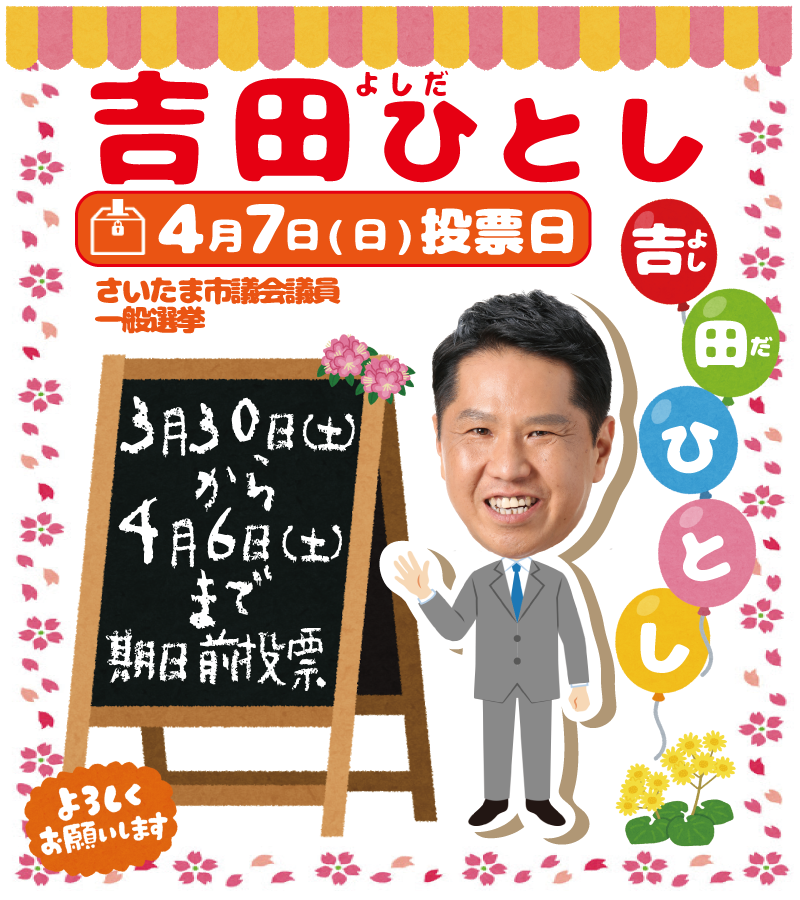 よしだ
吉田ひとし
4月7日(日)投票日
さいたま市議会議員
一般選挙
吉よし
田だ
ひ
と
し
3月30日(土)
から
4月6日(土)
まで
期日前投票
よろしく
お願いします